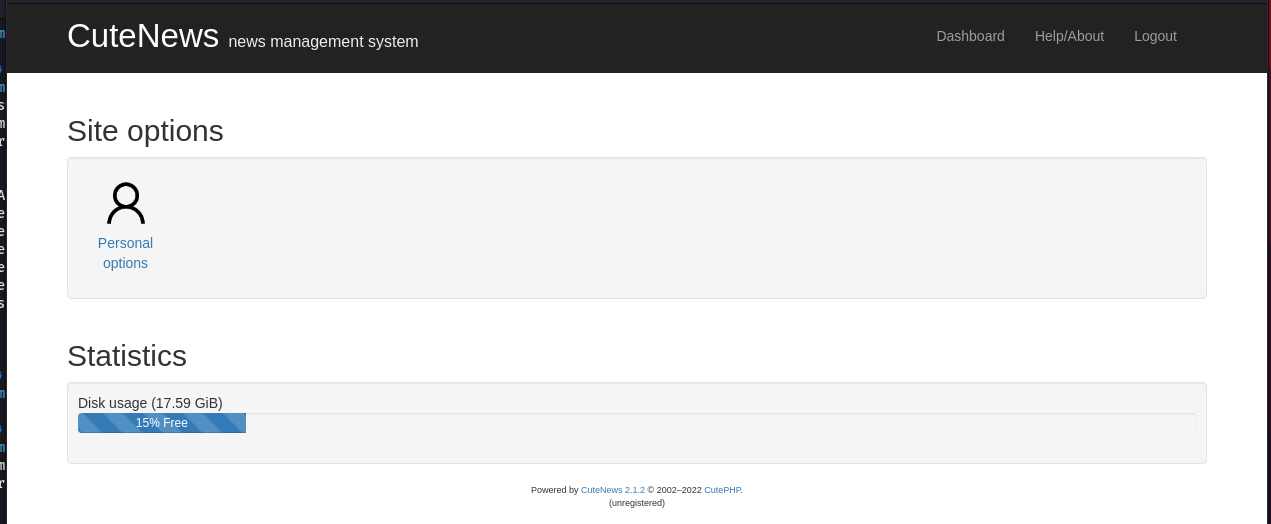 CuteNews news management system
Dashboard Help/About Logout
Site options
Personal
options
Statistics
Disk usage (17.59 GiB)
15% Free
Powered by CuteNews 2.1.2 © 2002–2022 CutePHP.
(unregistered)